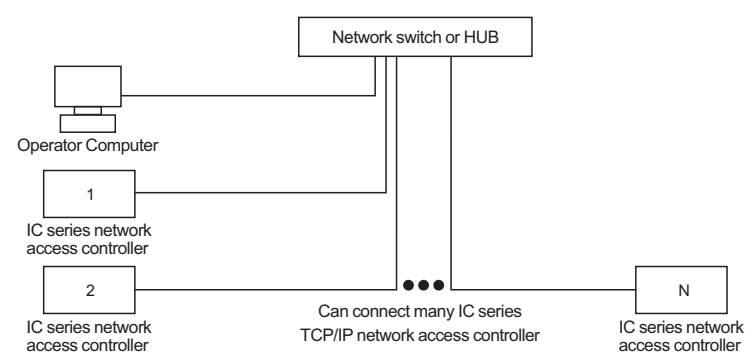 Network switch or HUB
Operator Computer
1
IC series network
access controller
2
IC series network
access controller
Can connect many IC series
TCP/IP network access controller
N
IC series network
access controller